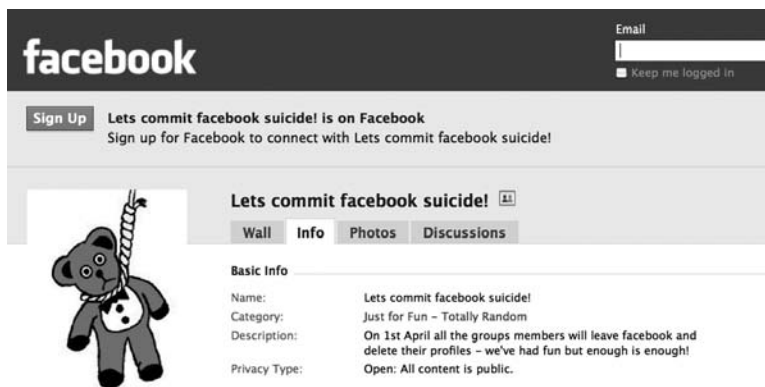 Email
facebook
Keep me logged in
Sign Up
Lets commit facebook suicide! is on Facebook
Sign up for Facebook to connect with Lets commit facebook suicide!
Lets commit facebook suicide!
Wall Info Photos Discussions
Basic Info
Name: Lets commit facebook suicide!
Category: Just for Fun – Totally Random
Description: On 1st April all the groups members will leave facebook and
delete their profiles – we've had fun but enough is enough!
Privacy Type: Open: All content is public.